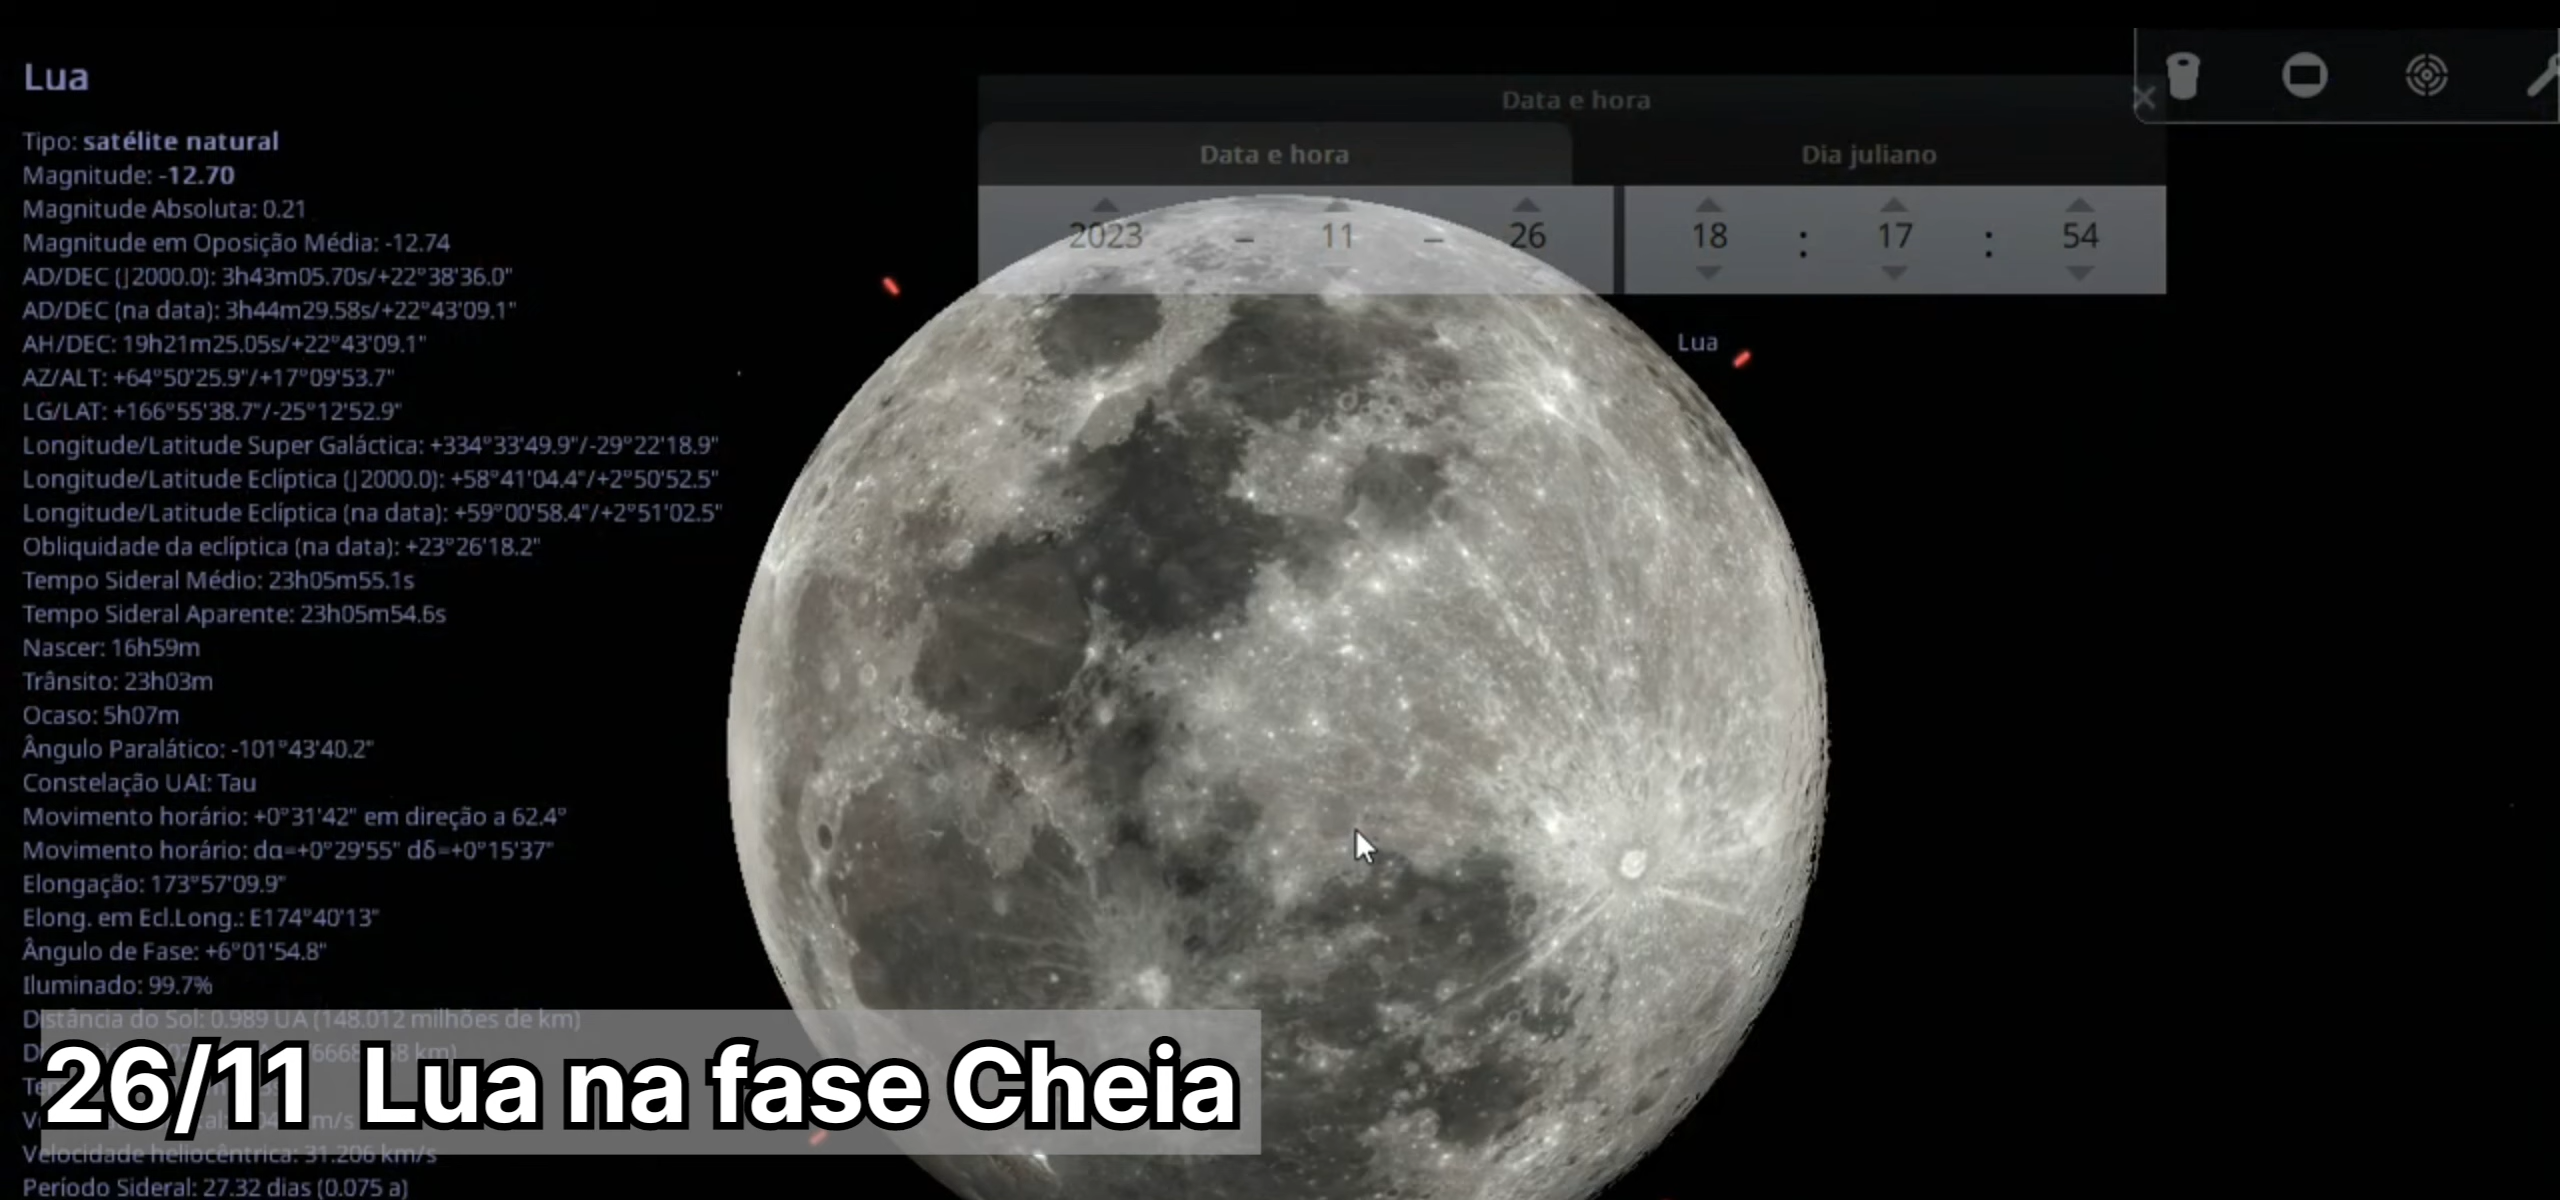 Lua
Tipo: satélite natural
Magnitude: -12.70
Magnitude Absoluta: 0.21
Magnitude em Oposição Média: -12.74
AD/DEC (J2000.0): 3h43m05.70s/+22°38'36.0"
AD/DEC (na data): 3h44m29.58s/+22°43'09.1"
AH/DEC: 19h21m25.05s/+22°43'09.1"
AZ/ALT: +64°50'25.9"/+17°09'53.7"
LG/LAT: +166°55'38.7"/-25°12'52.9"
Longitude/Latitude Super Galáctica: +334°33'49.9"/-29°22'18.9"
Longitude/Latitude Eclíptica (J2000.0): +58°41'04.4"/+2°50'52.5"
Longitude/Latitude Eclíptica (na data): +59°00'58.4"/+2°51'02.5"
Obliquidade da eclíptica (na data): +23°26'18.2"
Tempo Sideral Médio: 23h05m55.1s
Tempo Sideral Aparente: 23h05m54.6s
Nascer: 16h59m
Trânsito: 23h03m
Ocaso: 5h07m
Ângulo Paralático: -101°43'40.2"
Constelação UAI: Tau
Movimento horário: +0°31'42" em direção a 62.4°
Movimento horário: dα=+0°29'55" dδ=+0°15'37"
Elongação: 173°57'09.9"
Elong. em Ecl.Long.: E174°40'13"
Ângulo de Fase: +6°01'54.8"
Iluminado: 99.7%
Distância do Sol: 0.989 UA (148.012 milhões de km)
26/11 Lua na fase Cheia
Velocidade heliocêntrica: 31.206 km/s
Período Sideral: 27.32 dias (0.075 a)
Data e hora
Data e hora
Dia juliano
2023 – 11 – 26 18 : 17 : 54
Lua